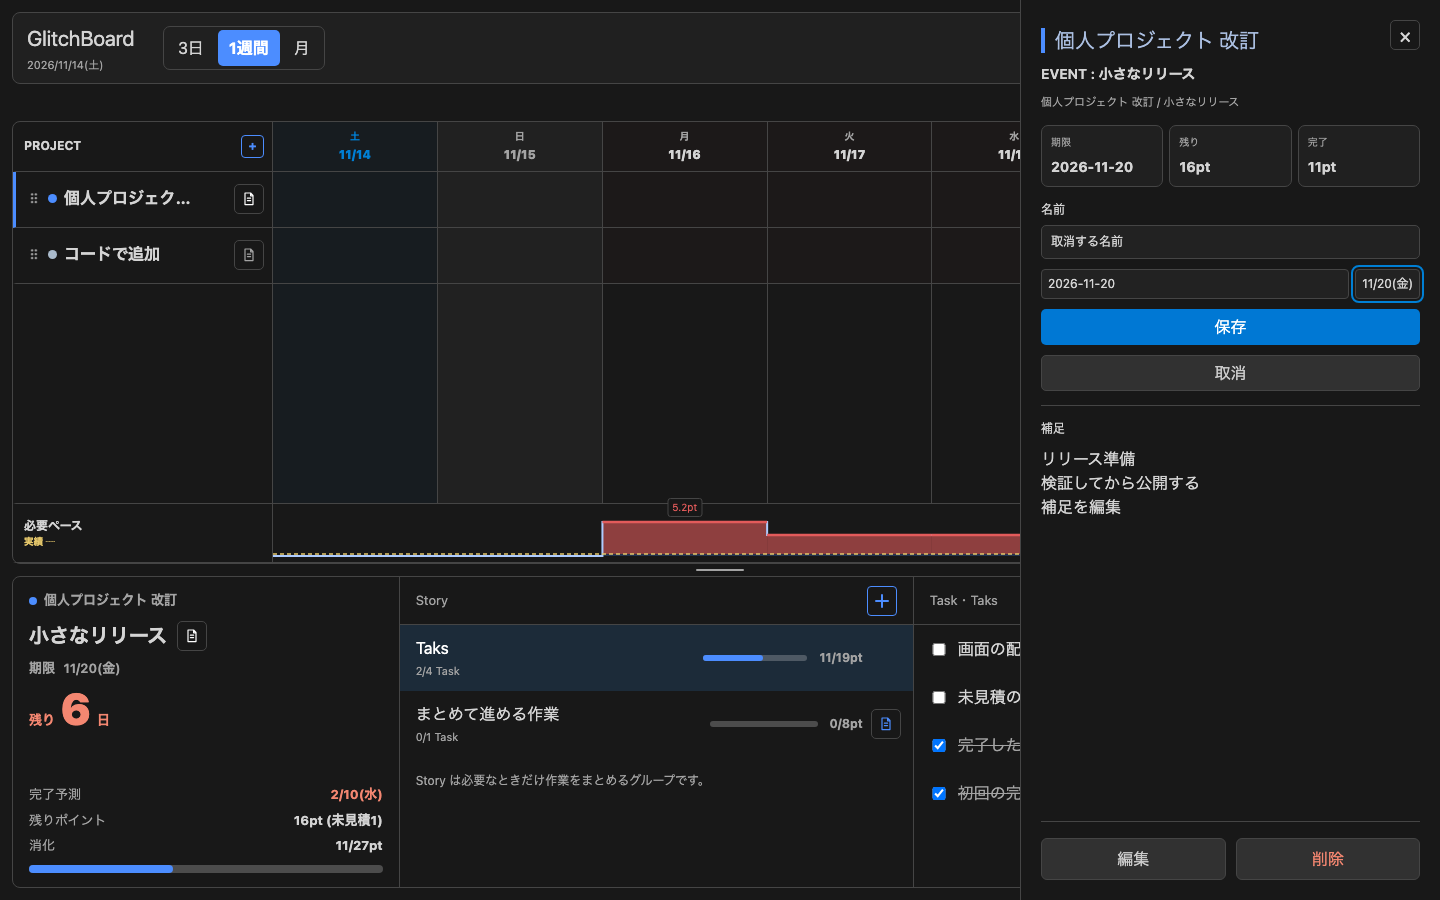 GlitchBoard
2026/11/14(土)
3日
1週間
月
PROJECT
+
土
11/14
日
11/15
月
11/16
火
11/17
水
個人プロジェク...
コードで追加
必要ペース
実績
5.2pt
個人プロジェクト 改訂
小さなリリース
期限 11/20(金)
残り 6 日
完了予測 2/10(水)
残りポイント 16pt (未見積1)
消化 11/27pt
Story
+
Taks
2/4 Task
11/19pt
まとめて進める作業
0/1 Task
0/8pt
Story は必要なときだけ作業をまとめるグループです。
Task・Taks
画面の配
未見積の
完了した
初回の完
個人プロジェクト 改訂
×
EVENT : 小さなリリース
個人プロジェクト 改訂 / 小さなリリース
期限
2026-11-20
残り
16pt
完了
11pt
名前
取消する名前
2026-11-20
11/20(金)
保存
取消
補足
リリース準備
検証してから公開する
補足を編集
編集
削除